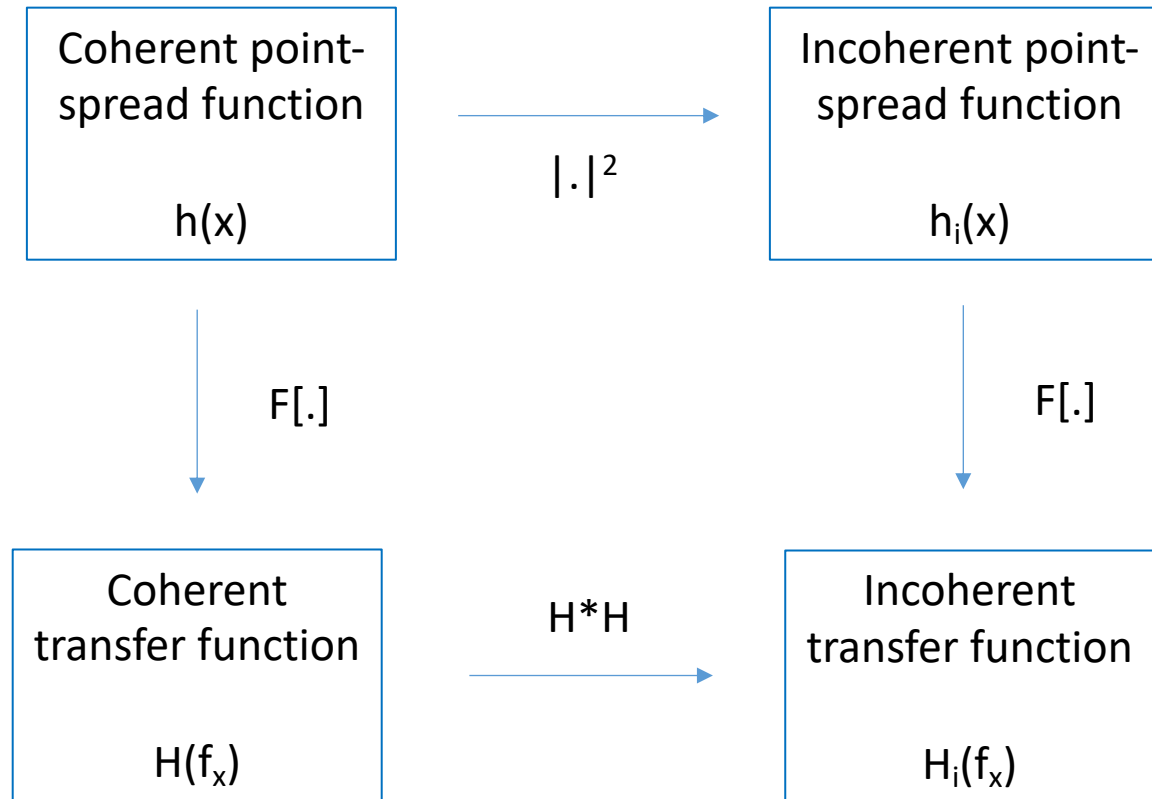 Coherent point-
spread function
h(x)
|.|²
Incoherent point-
spread function
hᵢ(x)
F[.]
F[.]
Coherent
transfer function
H(fₓ)
H*H
Incoherent
transfer function
Hᵢ(fₓ)